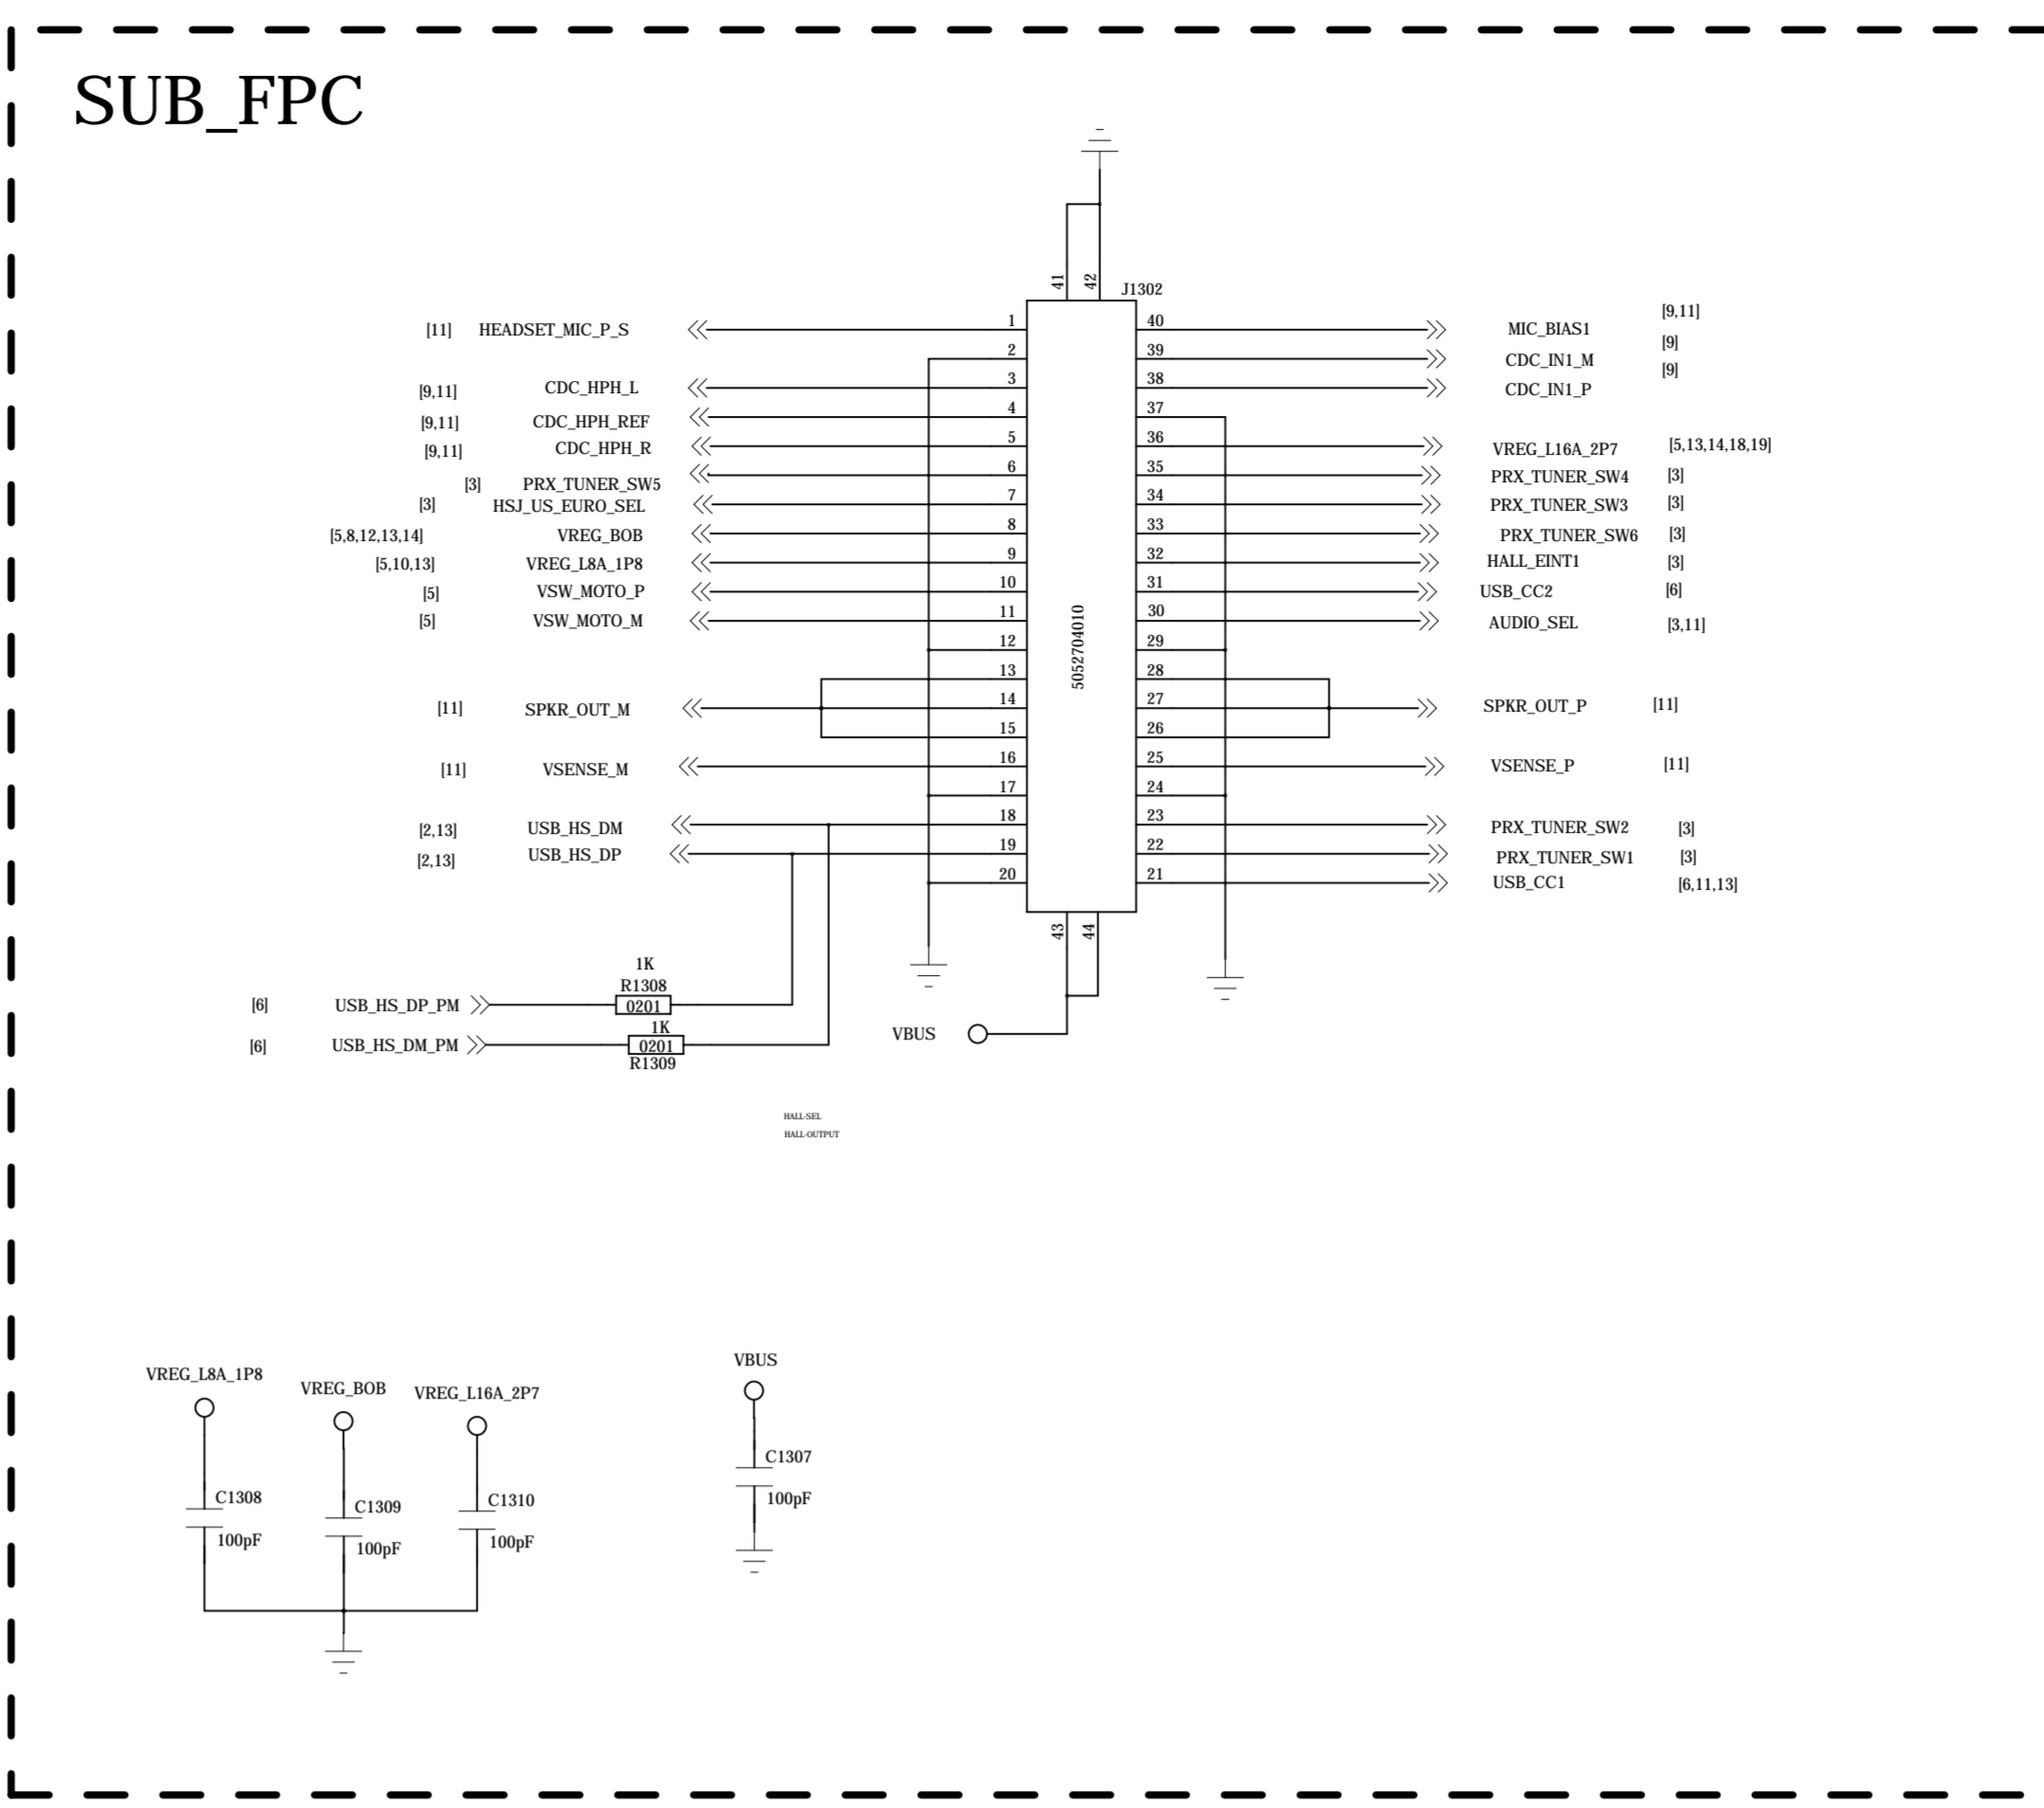 SUB_FPC
41
42
J1302
[11] HEADSET_MIC_P_S 1
2
[9,11] CDC_HPH_L 3
[9,11] CDC_HPH_REF 4
[9,11] CDC_HPH_R 5
[3] PRX_TUNER_SW5 6
[3] HSJ_US_EURO_SEL 7
[5,8,12,13,14] VREG_BOB 8
[5,10,13] VREG_L8A_1P8 9
[5] VSW_MOTO_P 10
[5] VSW_MOTO_M 11
12
13
[11] SPKR_OUT_M 14
15
[11] VSENSE_M 16
17
[2,13] USB_HS_DM 18
[2,13] USB_HS_DP 19
20
5052704010
40 MIC_BIAS1 [9,11]
39 CDC_IN1_M [9]
38 CDC_IN1_P [9]
37
36 VREG_L16A_2P7 [5,13,14,18,19]
35 PRX_TUNER_SW4 [3]
34 PRX_TUNER_SW3 [3]
33 PRX_TUNER_SW6 [3]
32 HALL_EINT1 [3]
31 USB_CC2 [6]
30 AUDIO_SEL [3,11]
29
28
27 SPKR_OUT_P [11]
26
25 VSENSE_P [11]
24
23 PRX_TUNER_SW2 [3]
22 PRX_TUNER_SW1 [3]
21 USB_CC1 [6,11,13]
43
44
1K
R1308
[6] USB_HS_DP_PM 0201
1K
[6] USB_HS_DM_PM 0201
R1309
VBUS
HALL-SEL
HALL-OUTPUT
VREG_L8A_1P8
C1308
100pF
VREG_BOB
C1309
100pF
VREG_L16A_2P7
C1310
100pF
VBUS
C1307
100pF